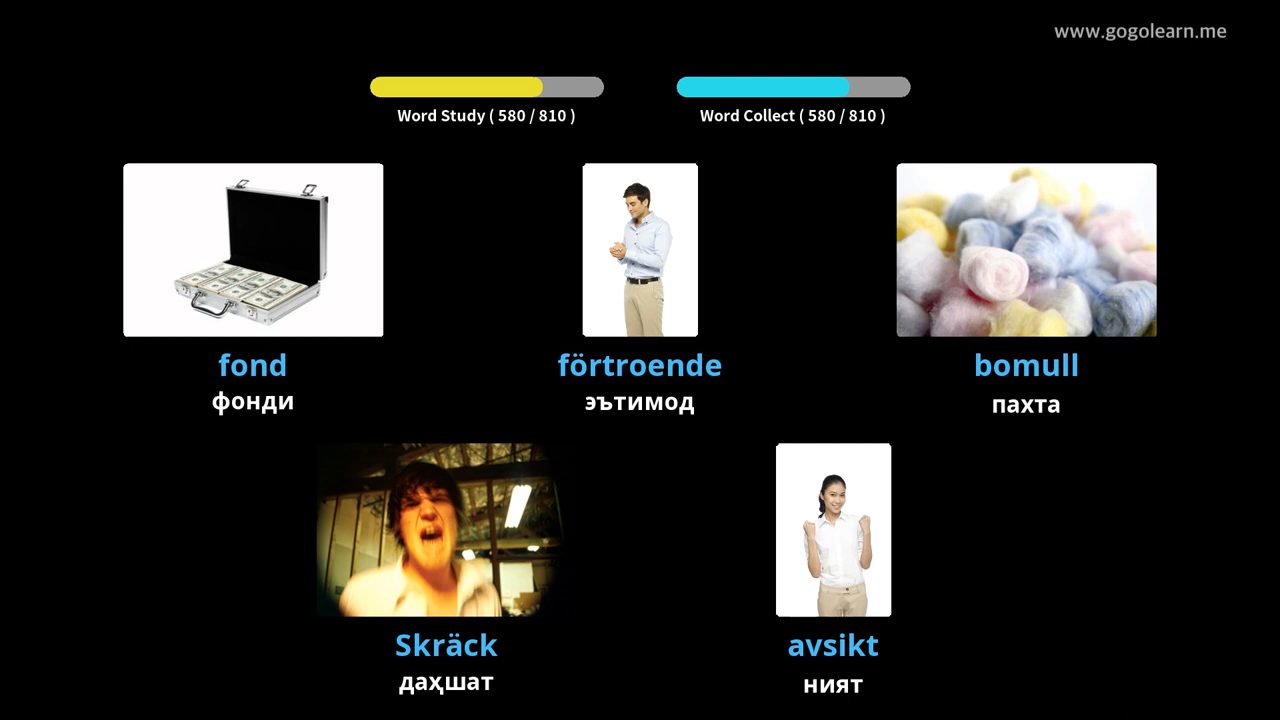 www.gogolearn.me
Word Study ( 580 / 810 )
Word Collect ( 580 / 810 )
fond
фонди
förtroende
эътимод
bomull
пахта
Skräck
даҳшат
avsikt
ният